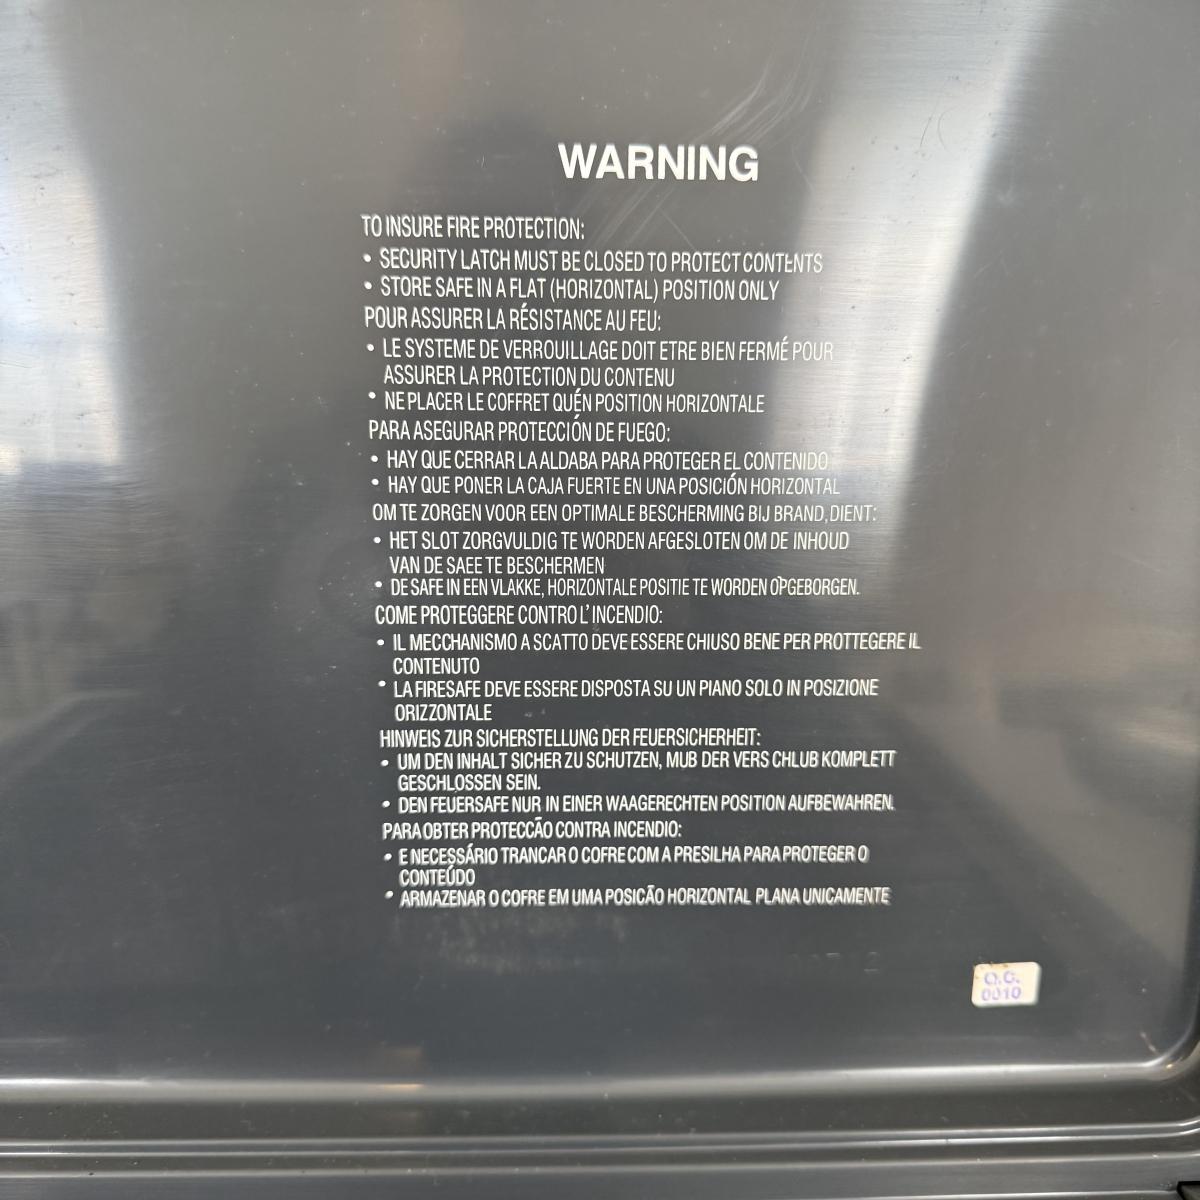 WARNING
TO INSURE FIRE PROTECTION:
• SECURITY LATCH MUST BE CLOSED TO PROTECT CONTENTS
• STORE SAFE IN A FLAT (HORIZONTAL) POSITION ONLY
POUR ASSURER LA RÉSISTANCE AU FEU:
• LE SYSTEME DE VERROUILLAGE DOIT ETRE BIEN FERMÉ POUR
ASSURER LA PROTECTION DU CONTENU
• NE PLACER LE COFFRET QUÉN POSITION HORIZONTALE
PARA ASEGURAR PROTECCIÓN DE FUEGO:
• HAY QUE CERRAR LA ALDABA PARA PROTEGER EL CONTENIDO
• HAY QUE PONER LA CAJA FUERTE EN UNA POSICIÓN HORIZONTAL
OM TE ZORGEN VOOR EEN OPTIMALE BESCHERMING BIJ BRAND, DIENT:
• HET SLOT ZORGVULDIG TE WORDEN AFGESLOTEN OM DE INHOUD
VAN DE SAEE TE BESCHERMEN
• DE SAFE IN EEN VLAKKE, HORIZONTALE POSITIE TE WORDEN OPGEBORGEN.
COME PROTEGGERE CONTRO L'INCENDIO:
• IL MECCHANISMO A SCATTO DEVE ESSERE CHIUSO BENE PER PROTTEGERE IL
CONTENUTO
• LA FIRESAFE DEVE ESSERE DISPOSTA SU UN PIANO SOLO IN POSIZIONE
ORIZZONTALE
HINWEIS ZUR SICHERSTELLUNG DER FEUERSICHERHEIT:
• UM DEN INHALT SICHER ZU SCHUTZEN, MUB DER VERS CHLUB KOMPLETT
GESCHLOSSEN SEIN.
• DEN FEUERSAFE NUR IN EINER WAAGERECHTEN POSITION AUFBEWAHREN.
PARA OBTER PROTECCÃO CONTRA INCENDIO:
• E NECESSÁRIO TRANCAR O COFRE COM A PRESILHA PARA PROTEGER O
CONTEÚDO
• ARMAZENAR O COFRE EM UMA POSICÃO HORIZONTAL PLANA UNICAMENTE
Q.C.
0010